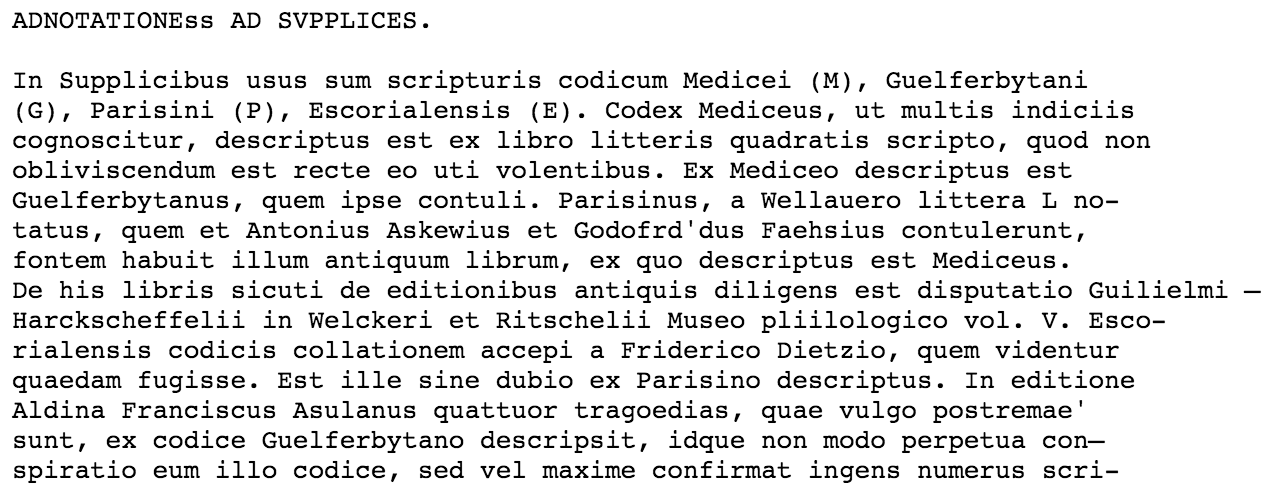 ADNOTATIONEss AD SVPPLICES.
In Supplicibus usus sum scripturis codicum Medicei (M), Guelferbytani
(G), Parisini (P), Escorialensis (E). Codex Mediceus, ut multis indiciis
cognoscitur, descriptus est ex libro litteris quadratis scripto, quod non
obliviscendum est recte eo uti volentibus. Ex Mediceo descriptus est
Guelferbytanus, quem ipse contuli. Parisinus, a Wellauero littera L no-
tatus, quem et Antonius Askewius et Godofrd'dus Faehsius contulerunt,
fontem habuit illum antiquum librum, ex quo descriptus est Mediceus.
De his libris sicuti de editionibus antiquis diligens est disputatio Guilielmi —
Harckscheffelii in Welckeri et Ritschelii Museo pliilologico vol. V. Esco-
rialensis codicis collationem accepi a Friderico Dietzio, quem videntur
quaedam fugisse. Est ille sine dubio ex Parisino descriptus. In editione
Aldina Franciscus Asulanus quattuor tragoedias, quae vulgo postremae'
sunt, ex codice Guelferbytano descripsit, idque non modo perpetua con—
spiratio eum illo codice, sed vel maxime confirmat ingens numerus scri-